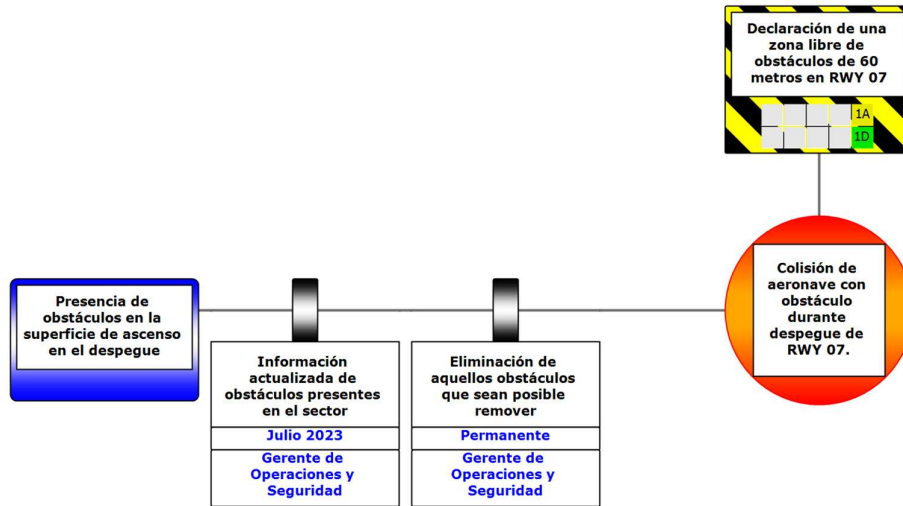 Declaración de una
zona libre de
obstáculos de 60
metros en RWY 07
1A
1D
Presencia de
obstáculos en la
superficie de ascenso
en el despegue
Información
actualizada de
obstáculos presentes
en el sector
Julio 2023
Gerente de
Operaciones y
Seguridad
Eliminación de
aquellos obstáculos
que sean posible
remover
Permanente
Gerente de
Operaciones y
Seguridad
Colisión de
aeronave con
obstáculo
durante
despegue de
RWY 07.